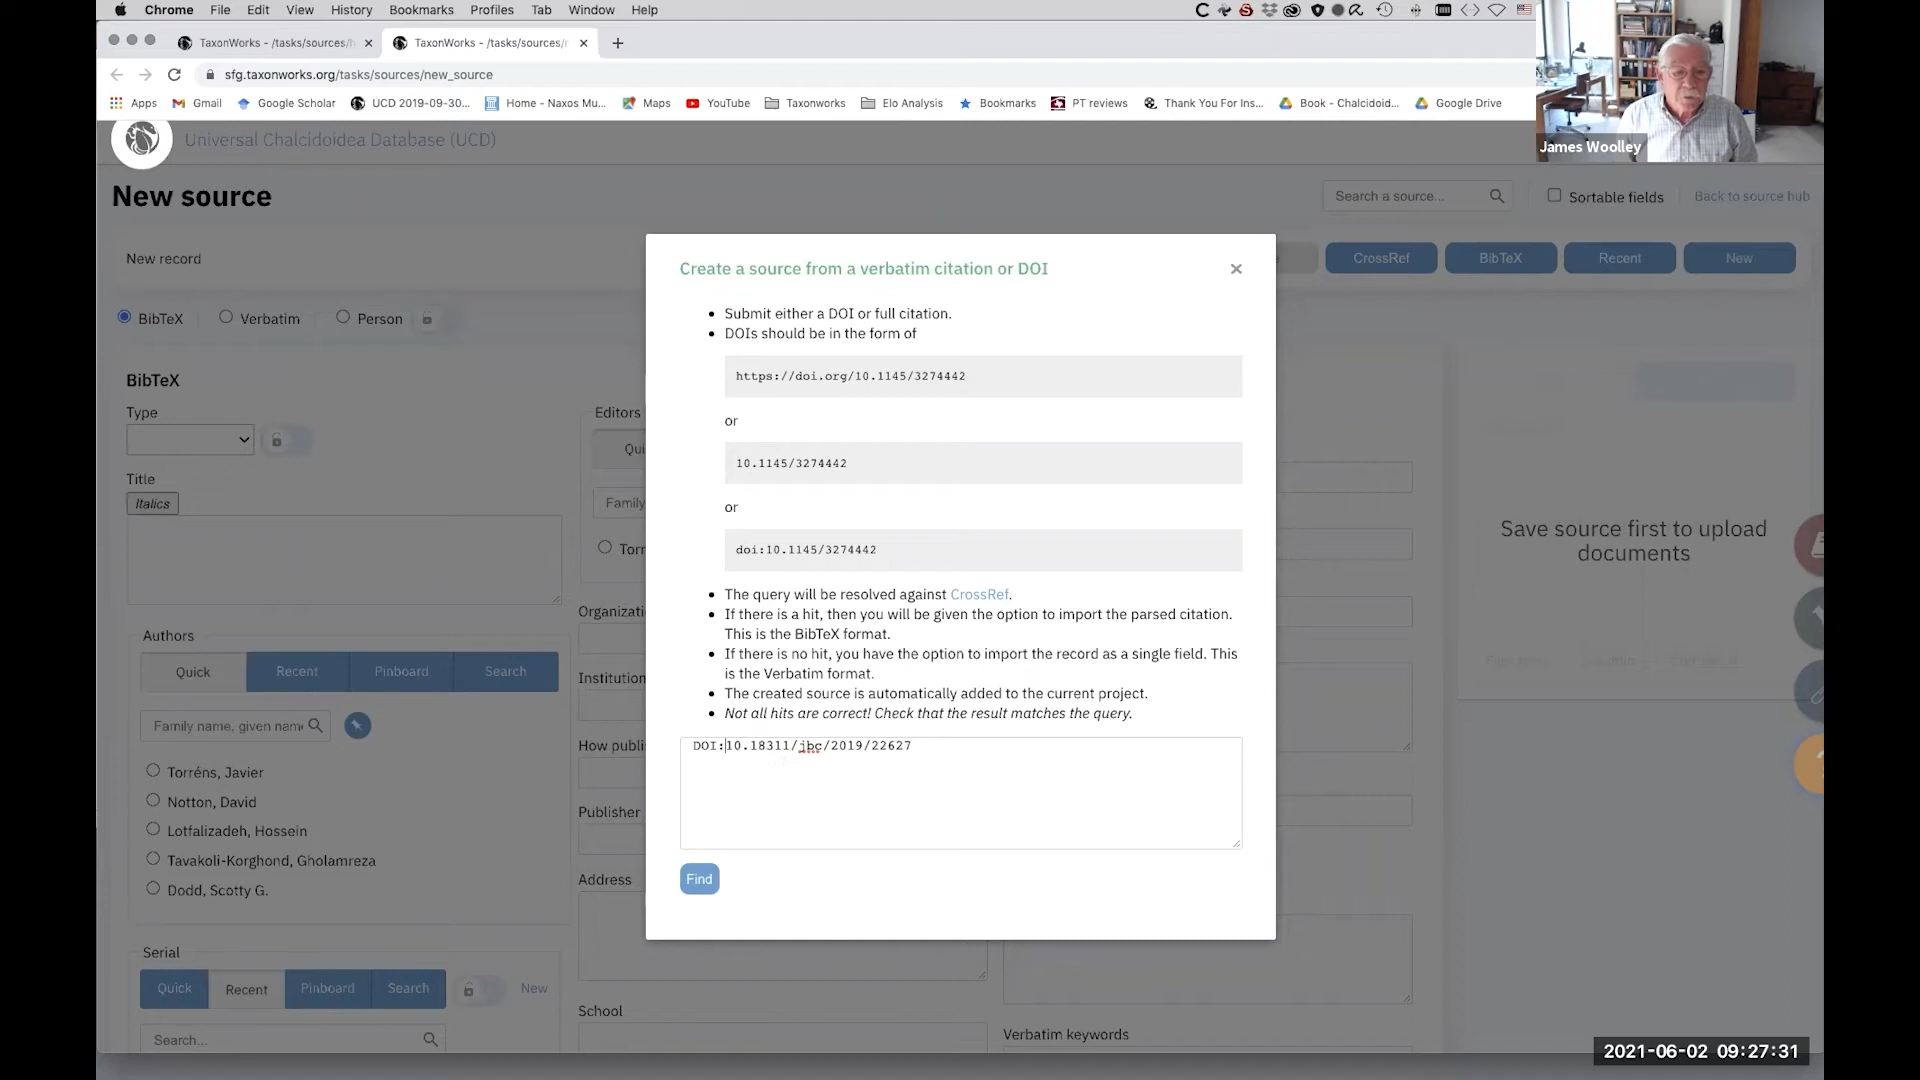 Chrome File Edit View History Bookmarks Profiles Tab Window Help
TaxonWorks - /tasks/sources/h
TaxonWorks - /tasks/sources/r
sfg.taxonworks.org/tasks/sources/new_source
Apps Gmail Google Scholar UCD 2019-09-30... Home - Naxos Mu... Maps YouTube Taxonworks Elo Analysis Bookmarks PT reviews Thank You For Ins... Book - Chalcidoid... Google Drive
James Woolley
Universal Chalcidoidea Database (UCD)
New source
Search a source...
Sortable fields
Back to source hub
New record
CrossRef BibTeX Recent New
BibTeX Verbatim Person
BibTeX
Type
Title
Italics
Authors
Quick Recent Pinboard Search
Family name, given name
Torréns, Javier
Notton, David
Lotfalizadeh, Hossein
Tavakoli-Korghond, Gholamreza
Dodd, Scotty G.
Serial
Quick Recent Pinboard Search New
Search...
Editors
Qui
Family
Torr
Organizati
Institution
How publi
Publisher
Address
School
Verbatim keywords
Save source first to upload
documents
Create a source from a verbatim citation or DOI
Submit either a DOI or full citation.
DOIs should be in the form of
https://doi.org/10.1145/3274442
or
10.1145/3274442
or
doi:10.1145/3274442
The query will be resolved against CrossRef.
If there is a hit, then you will be given the option to import the parsed citation.
This is the BibTeX format.
If there is no hit, you have the option to import the record as a single field. This
is the Verbatim format.
The created source is automatically added to the current project.
Not all hits are correct! Check that the result matches the query.
DOI:10.18311/jbc/2019/22627
Find
2021-06-02 09:27:31